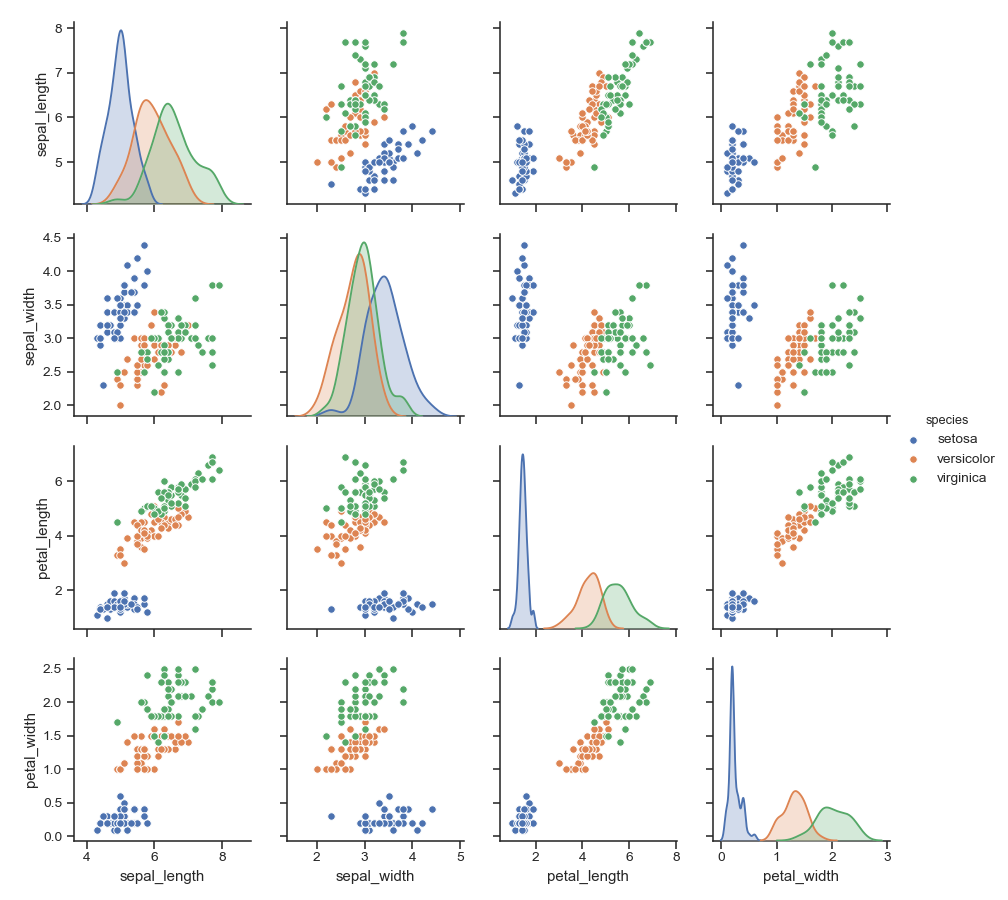 8
7
6
5
sepal_length
4.5
4.0
3.5
3.0
2.5
2.0
sepal_width
species
setosa
versicolor
virginica
6
4
2
petal_length
2.5
2.0
1.5
1.0
0.5
0.0
petal_width
4 6 8 2 3 4 5 2 4 6 8 0 1 2 3
sepal_length sepal_width petal_length petal_width